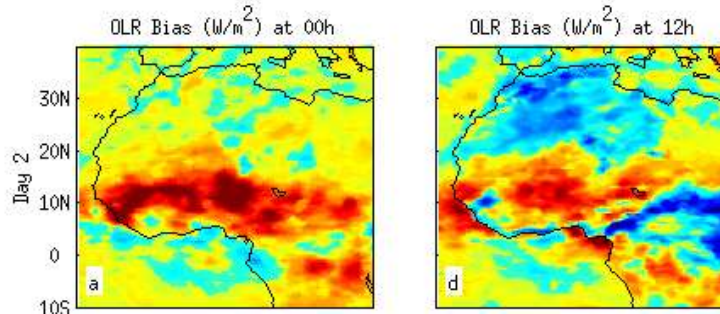 OLR Bias (W/m²) at 00h
OLR Bias (W/m²) at 12h
Day 2
30N
20N
10N
0
10S
a
d